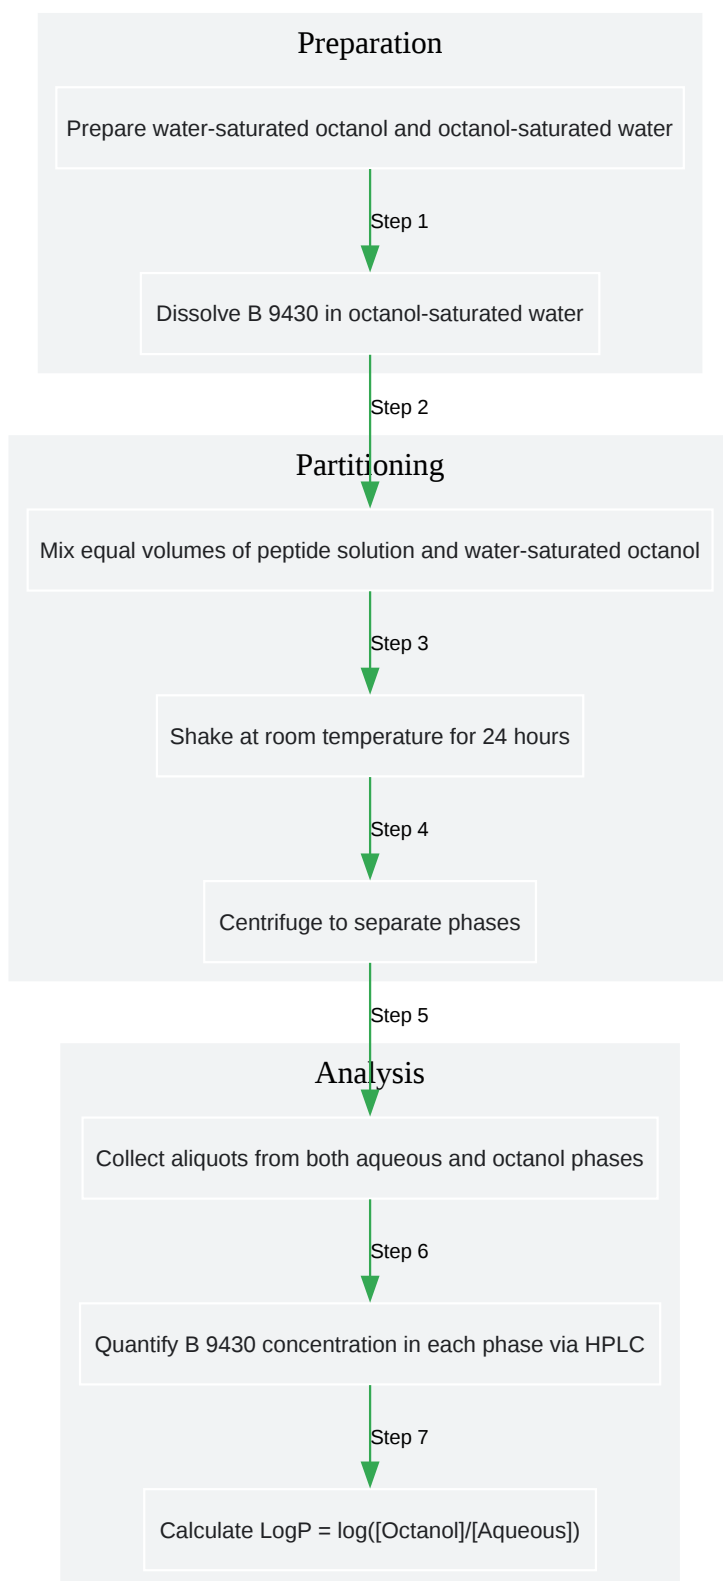 Preparation
Prepare water-saturated octanol and octanol-saturated water
Step 1
Dissolve B 9430 in octanol-saturated water
Step 2
Partitioning
Mix equal volumes of peptide solution and water-saturated octanol
Step 3
Shake at room temperature for 24 hours
Step 4
Centrifuge to separate phases
Step 5
Analysis
Collect aliquots from both aqueous and octanol phases
Step 6
Quantify B 9430 concentration in each phase via HPLC
Step 7
Calculate LogP = log([Octanol]/[Aqueous])